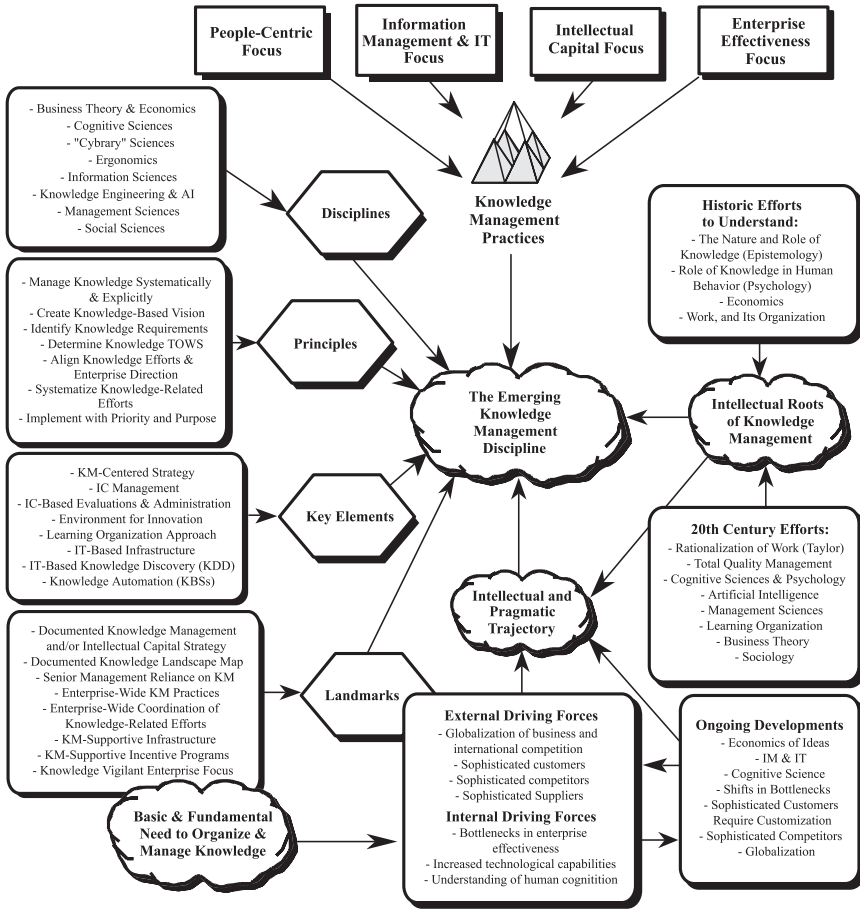 People-Centric
Focus
Information
Management & IT
Focus
Intellectual
Capital Focus
Enterprise
Effectiveness
Focus
- Business Theory & Economics
- Cognitive Sciences
- "Cybrary" Sciences
- Ergonomics
- Information Sciences
- Knowledge Engineering & AI
- Management Sciences
- Social Sciences
Disciplines
Knowledge
Management
Practices
Historic Efforts
to Understand:
- The Nature and Role of
Knowledge (Epistemology)
- Role of Knowledge in Human
Behavior (Psychology)
- Economics
- Work, and Its Organization
- Manage Knowledge Systematically
& Explicitly
- Create Knowledge-Based Vision
- Identify Knowledge Requirements
- Determine Knowledge TOWS
- Align Knowledge Efforts &
Enterprise Direction
- Systematize Knowledge-Related
Efforts
- Implement with Priority and Purpose
Principles
The Emerging
Knowledge
Management
Discipline
Intellectual Roots
of Knowledge
Management
- KM-Centered Strategy
- IC Management
- IC-Based Evaluations & Administration
- Environment for Innovation
- Learning Organization Approach
- IT-Based Infrastructure
- IT-Based Knowledge Discovery (KDD)
- Knowledge Automation (KBSs)
Key Elements
20th Century Efforts:
- Rationalization of Work (Taylor)
- Total Quality Management
- Cognitive Sciences & Psychology
- Artificial Intelligence
- Management Sciences
- Learning Organization
- Business Theory
- Sociology
Intellectual and
Pragmatic
Trajectory
- Documented Knowledge Management
and/or Intellectual Capital Strategy
- Documented Knowledge Landscape Map
- Senior Management Reliance on KM
- Enterprise-Wide KM Practices
- Enterprise-Wide Coordination of
Knowledge-Related Efforts
- KM-Supportive Infrastructure
- KM-Supportive Incentive Programs
- Knowledge Vigilant Enterprise Focus
Landmarks
External Driving Forces
- Globalization of business and
international competition
- Sophisticated customers
- Sophisticated competitors
- Sophisticated Suppliers
Internal Driving Forces
- Bottlenecks in enterprise
effectiveness
- Increased technological capabilities
- Understanding of human cognitition
Ongoing Developments
- Economics of Ideas
- IM & IT
- Cognitive Science
- Shifts in Bottlenecks
- Sophisticated Customers
Require Customization
- Sophisticated Competitors
- Globalization
Basic & Fundamental
Need to Organize &
Manage Knowledge